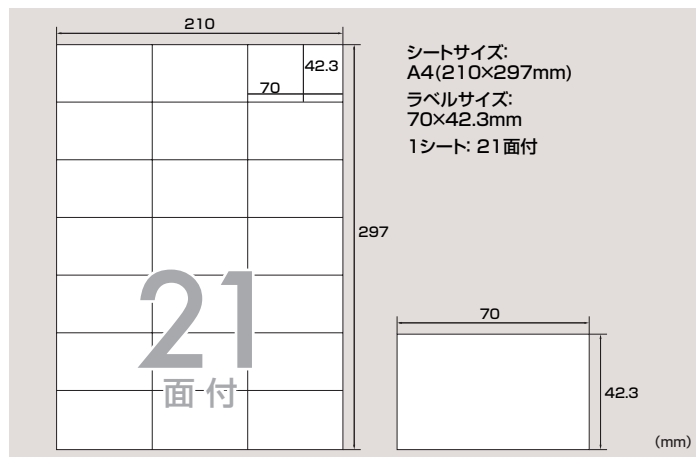 210
42.3
70
シートサイズ:
A4(210×297mm)
ラベルサイズ:
70×42.3mm
1シート: 21面付
297
21
面付
70
42.3
(mm)